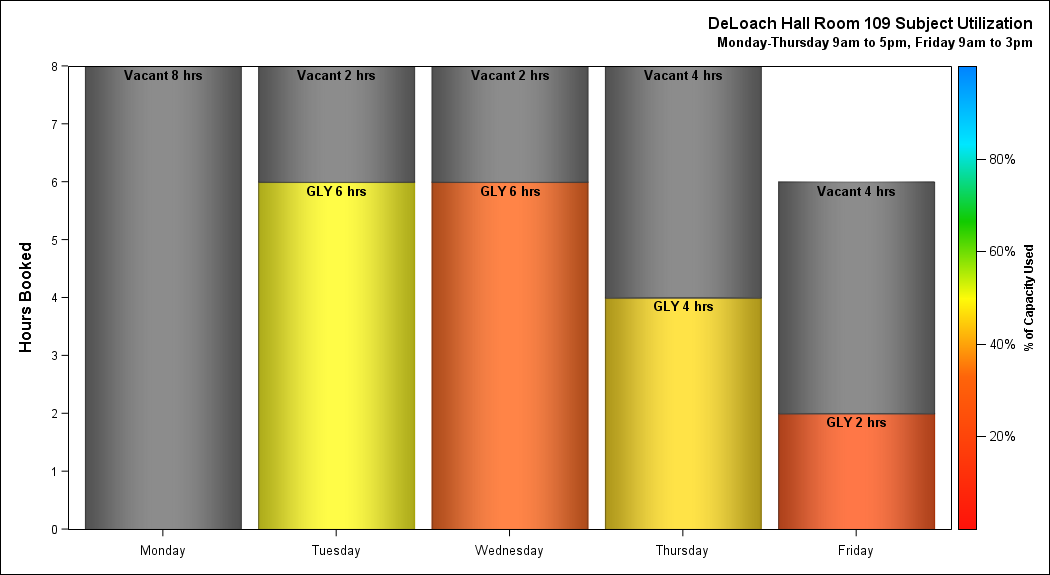 DeLoach Hall Room 109 Subject Utilization
Monday-Thursday 9am to 5pm, Friday 9am to 3pm
Hours Booked
8
7
6
5
4
3
2
1
0
Vacant 8 hrs
Vacant 2 hrs
GLY 6 hrs
Vacant 2 hrs
GLY 6 hrs
Vacant 4 hrs
GLY 4 hrs
Vacant 4 hrs
GLY 2 hrs
Monday
Tuesday
Wednesday
Thursday
Friday
80%
60%
40%
20%
% of Capacity Used